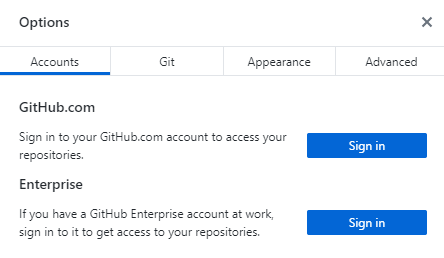 Options
Accounts Git Appearance Advanced
GitHub.com
Sign in to your GitHub.com account to access your
repositories.
Sign in
Enterprise
If you have a GitHub Enterprise account at work,
sign in to it to get access to your repositories.
Sign in